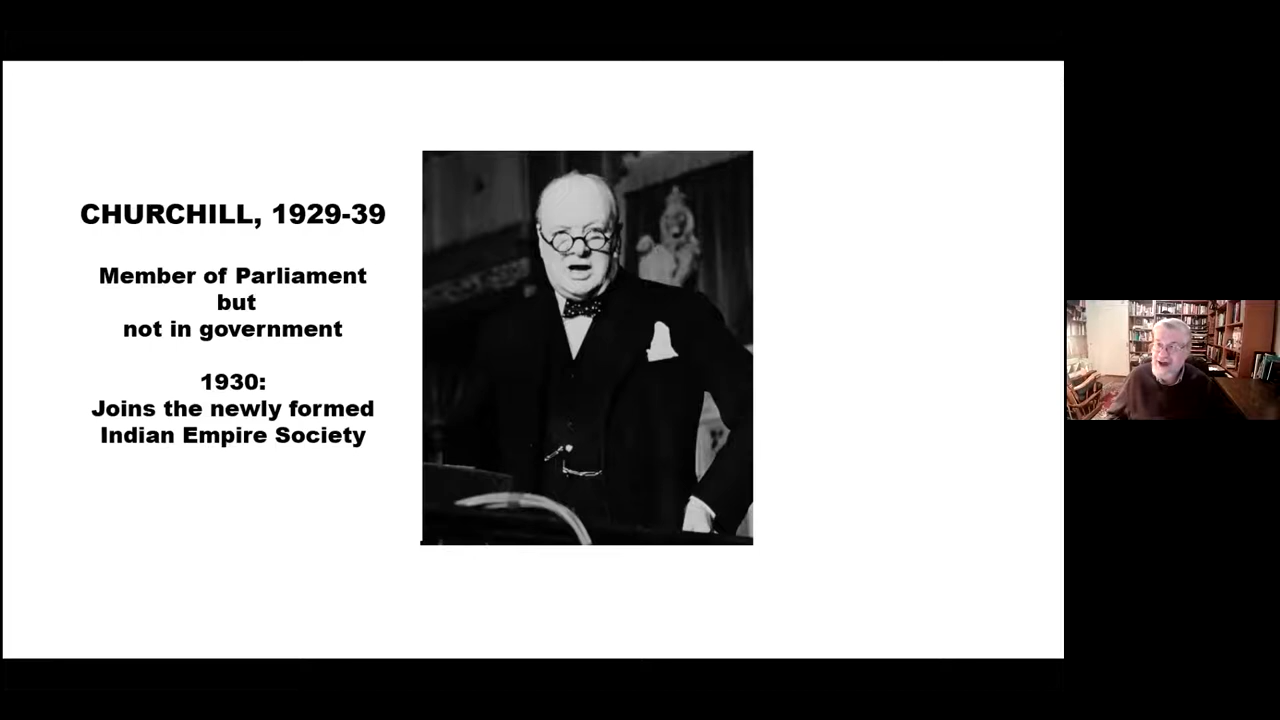 CHURCHILL, 1929-39
Member of Parliament
but
not in government
1930:
Joins the newly formed
Indian Empire Society